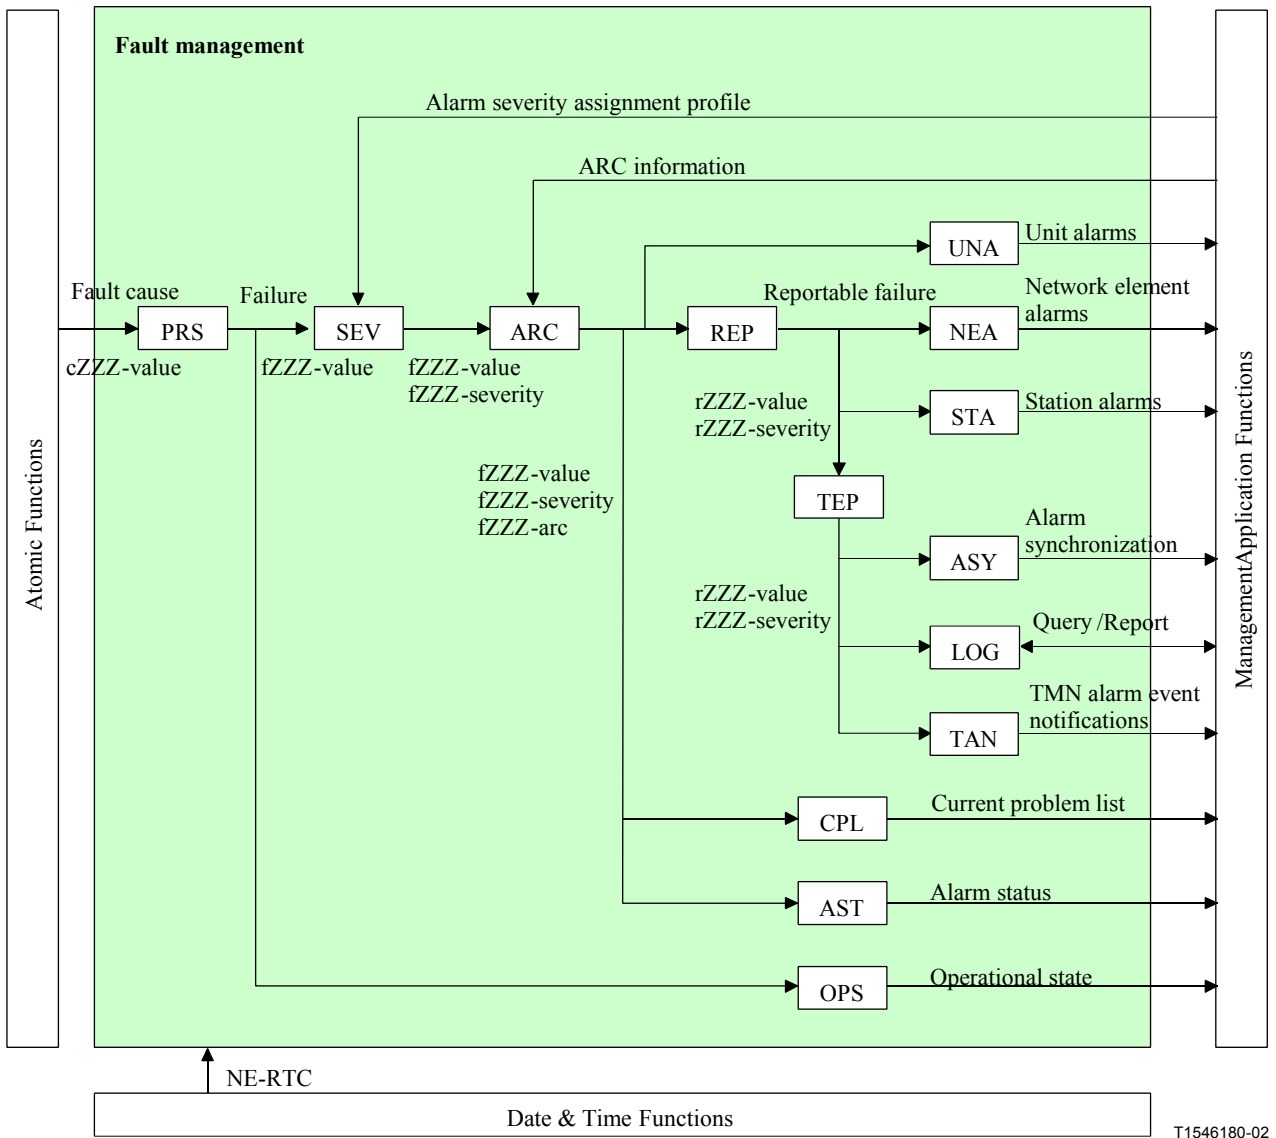 Fault management
Alarm severity assignment profile
ARC information
UNA
Unit alarms
Fault cause
Failure
Reportable failure
Network element
alarms
PRS
SEV
ARC
REP
NEA
cZZZ-value
fZZZ-value
fZZZ-value
fZZZ-severity
rZZZ-value
rZZZ-severity
STA
Station alarms
fZZZ-value
fZZZ-severity
fZZZ-arc
TEP
Alarm
synchronization
ASY
rZZZ-value
rZZZ-severity
Query /Report
LOG
TMN alarm event
notifications
TAN
Current problem list
CPL
Alarm status
AST
Operational state
OPS
Atomic Functions
ManagementApplication Functions
NE-RTC
Date & Time Functions
T1546180-02